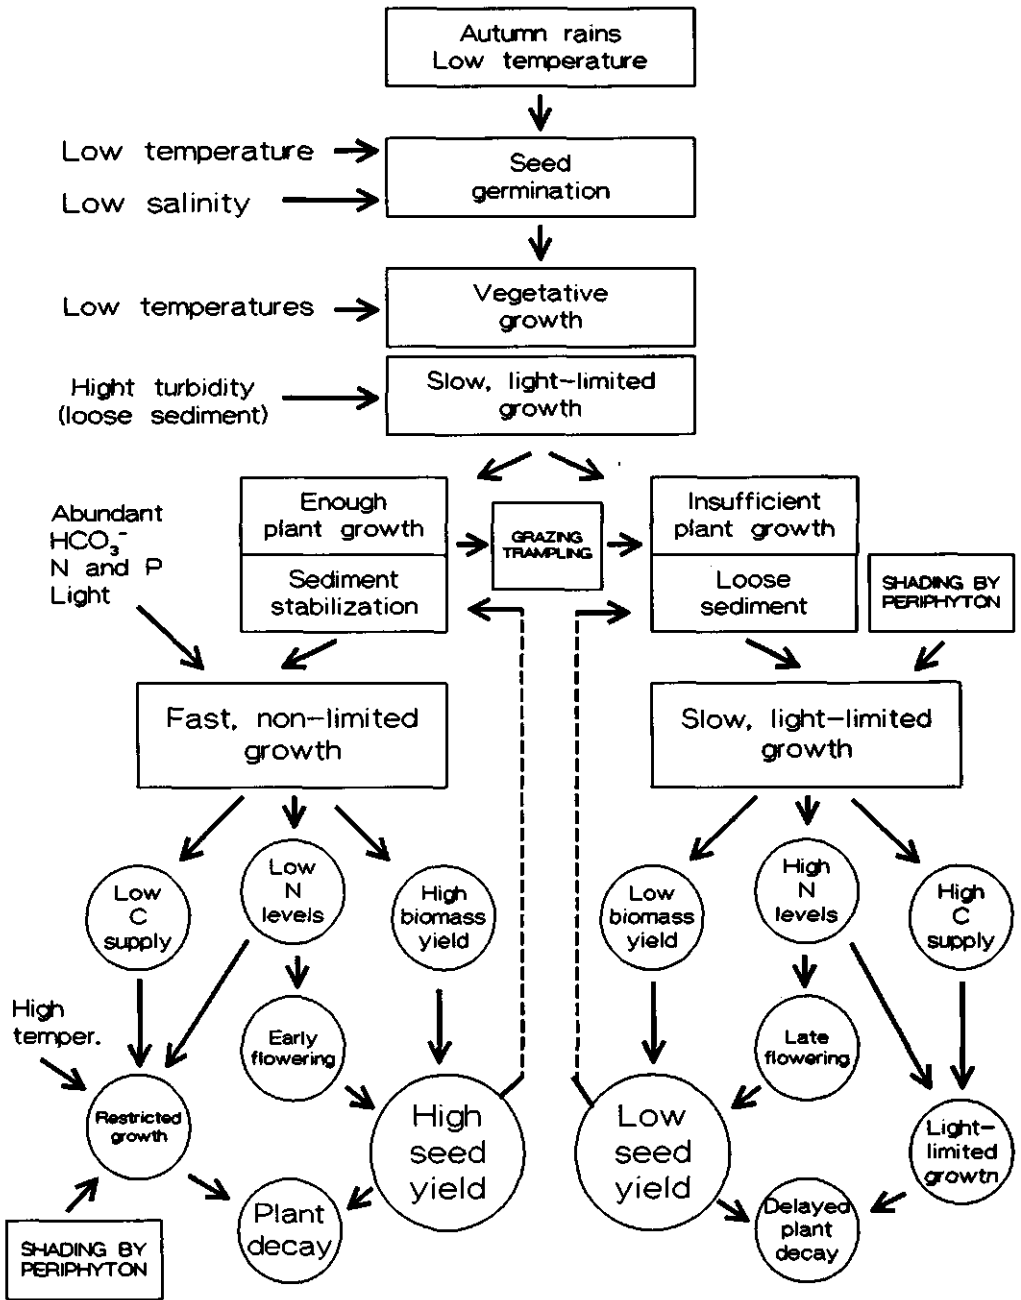 Autumn rains
Low temperature
Low temperature
Seed
germination
Low salinity
Low temperatures
Vegetative
growth
Hight turbidity
(loose sediment)
Slow, light-limited
growth
Abundant
HCO₃⁻
N and P
Light
Enough
plant growth
Sediment
stabilization
GRAZING
TRAMPLING
Insufficient
plant growth
Loose
sediment
SHADING BY
PERIPHYTON
Fast, non-limited
growth
Slow, light-limited
growth
Low
C
supply
Low
N
levels
High
biomass
yield
Low
biomass
yield
High
N
levels
High
C
supply
High
temper.
Early
flowering
Late
flowering
Restricted
growth
High
seed
yield
Low
seed
yield
Light-
limited
growtn
Plant
decay
Delayed
plant
decay
SHADING BY
PERIPHYTON